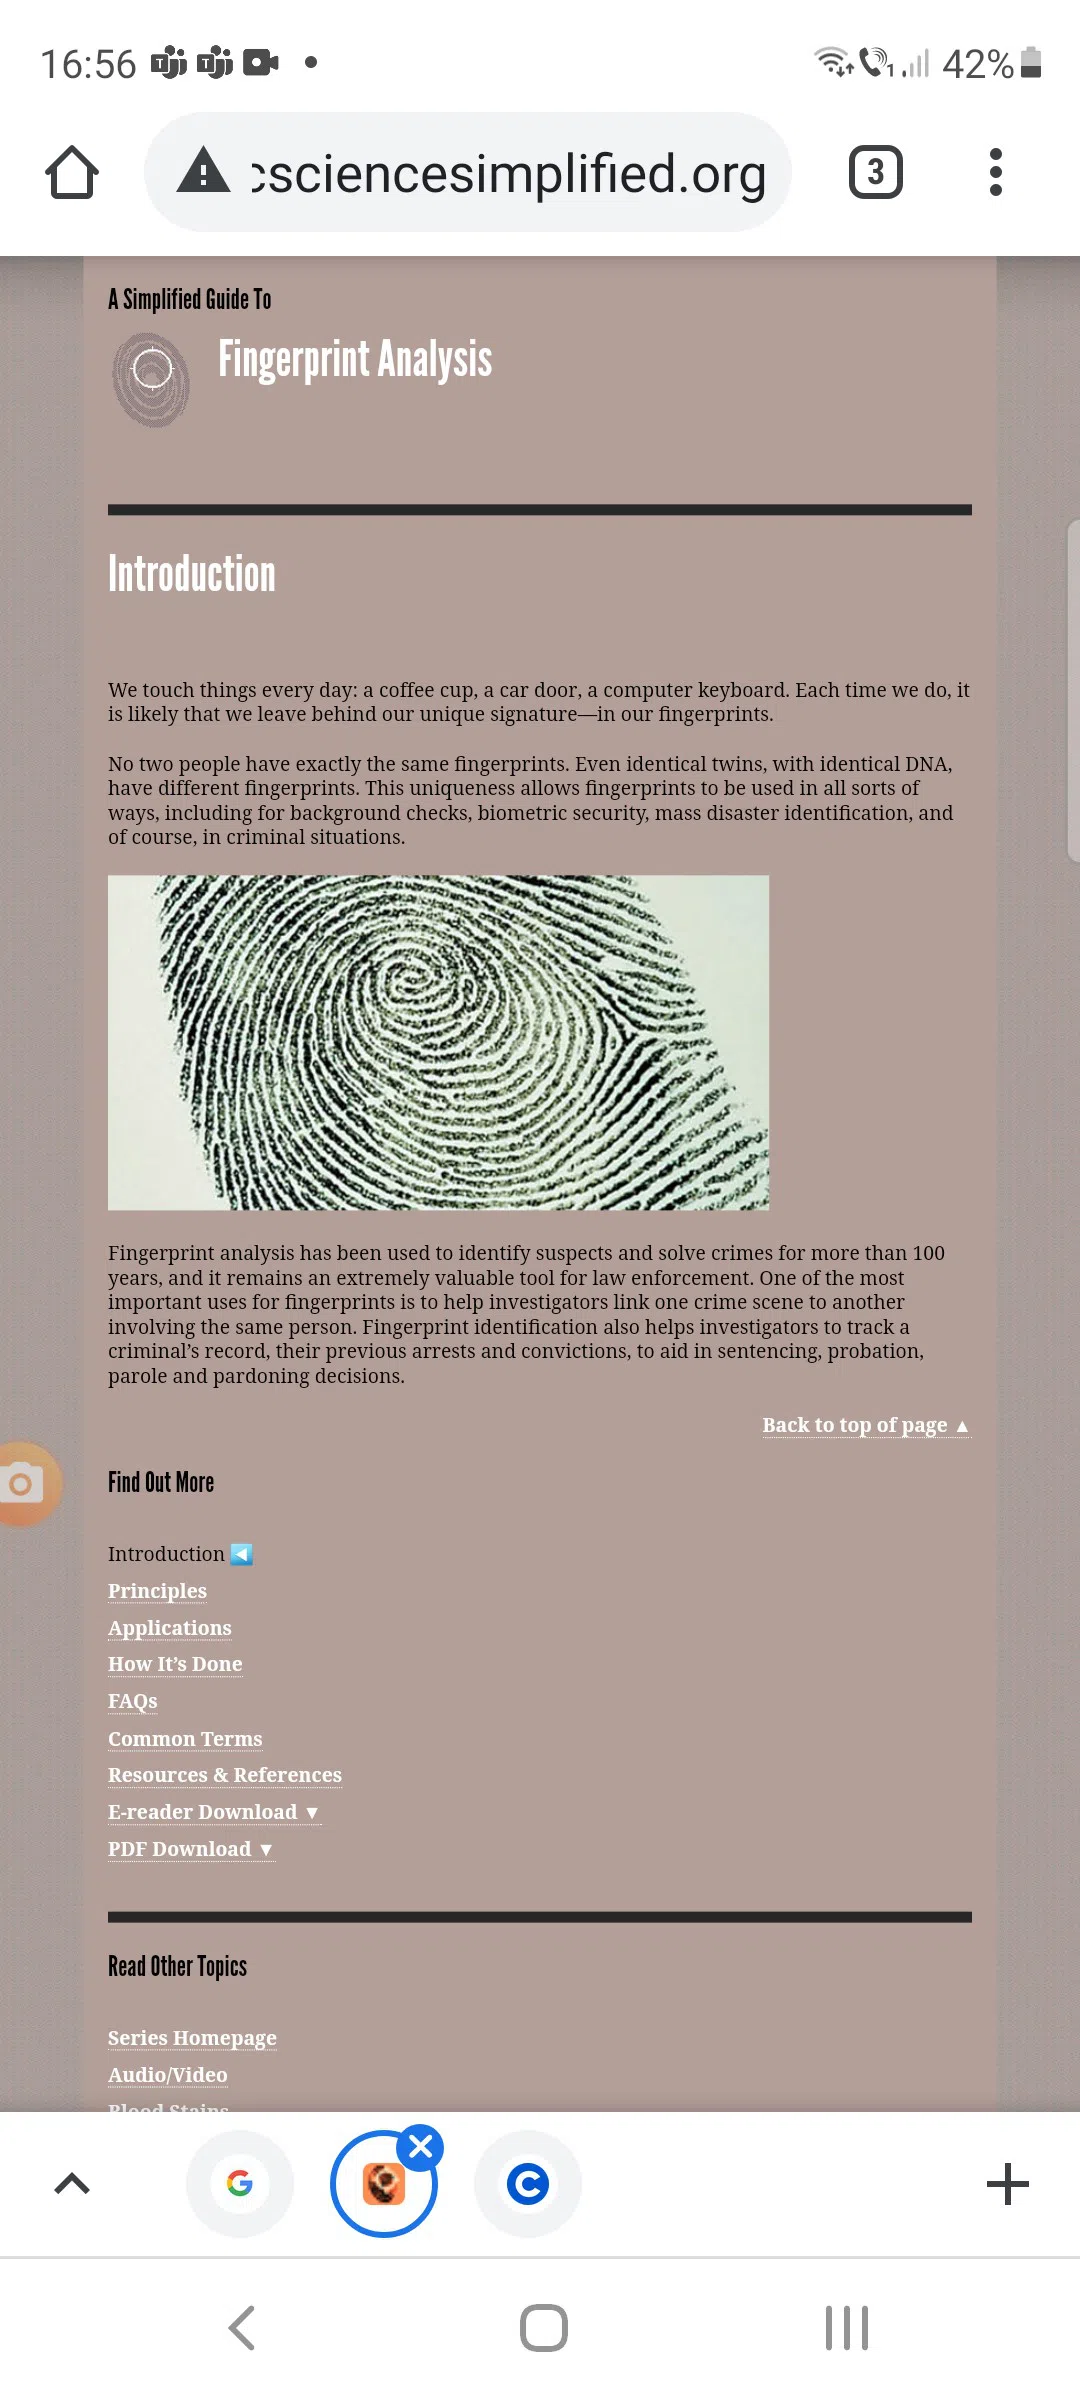 16:56
42%
csciencesimplified.org
3
A Simplified Guide To
Fingerprint Analysis
Introduction
We touch things every day: a coffee cup, a car door, a computer keyboard. Each time we do, it
is likely that we leave behind our unique signature—in our fingerprints.
No two people have exactly the same fingerprints. Even identical twins, with identical DNA,
have different fingerprints. This uniqueness allows fingerprints to be used in all sorts of
ways, including for background checks, biometric security, mass disaster identification, and
of course, in criminal situations.
Fingerprint analysis has been used to identify suspects and solve crimes for more than 100
years, and it remains an extremely valuable tool for law enforcement. One of the most
important uses for fingerprints is to help investigators link one crime scene to another
involving the same person. Fingerprint identification also helps investigators to track a
criminal’s record, their previous arrests and convictions, to aid in sentencing, probation,
parole and pardoning decisions.
Back to top of page ▲
Find Out More
Introduction
Principles
Applications
How It’s Done
FAQs
Common Terms
Resources & References
E-reader Download ▼
PDF Download ▼
Read Other Topics
Series Homepage
Audio/Video
Blood Stains